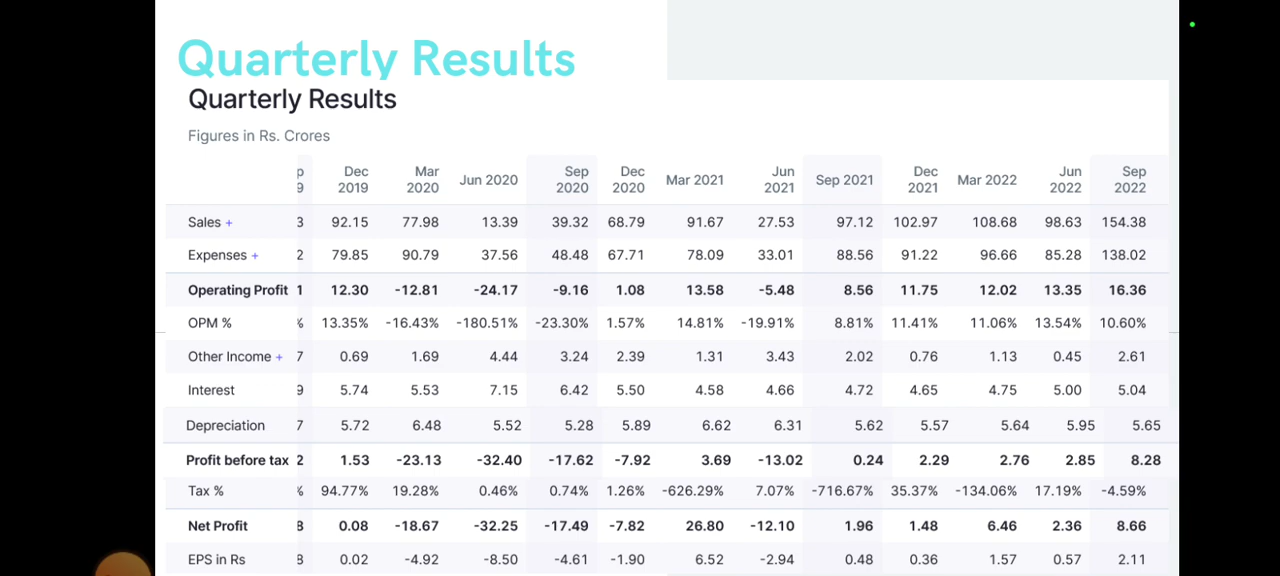 Quarterly Results
Quarterly Results
Figures in Rs. Crores
p 9 Dec 2019 Mar 2020 Jun 2020 Sep 2020 Dec 2020 Mar 2021 Jun 2021 Sep 2021 Dec 2021 Mar 2022 Jun 2022 Sep 2022
Sales + 3 92.15 77.98 13.39 39.32 68.79 91.67 27.53 97.12 102.97 108.68 98.63 154.38
Expenses + 2 79.85 90.79 37.56 48.48 67.71 78.09 33.01 88.56 91.22 96.66 85.28 138.02
Operating Profit 1 12.30 -12.81 -24.17 -9.16 1.08 13.58 -5.48 8.56 11.75 12.02 13.35 16.36
OPM % % 13.35% -16.43% -180.51% -23.30% 1.57% 14.81% -19.91% 8.81% 11.41% 11.06% 13.54% 10.60%
Other Income + 7 0.69 1.69 4.44 3.24 2.39 1.31 3.43 2.02 0.76 1.13 0.45 2.61
Interest 9 5.74 5.53 7.15 6.42 5.50 4.58 4.66 4.72 4.65 4.75 5.00 5.04
Depreciation 7 5.72 6.48 5.52 5.28 5.89 6.62 6.31 5.62 5.57 5.64 5.95 5.65
Profit before tax 2 1.53 -23.13 -32.40 -17.62 -7.92 3.69 -13.02 0.24 2.29 2.76 2.85 8.28
Tax % % 94.77% 19.28% 0.46% 0.74% 1.26% -626.29% 7.07% -716.67% 35.37% -134.06% 17.19% -4.59%
Net Profit 8 0.08 -18.67 -32.25 -17.49 -7.82 26.80 -12.10 1.96 1.48 6.46 2.36 8.66
EPS in Rs 8 0.02 -4.92 -8.50 -4.61 -1.90 6.52 -2.94 0.48 0.36 1.57 0.57 2.11